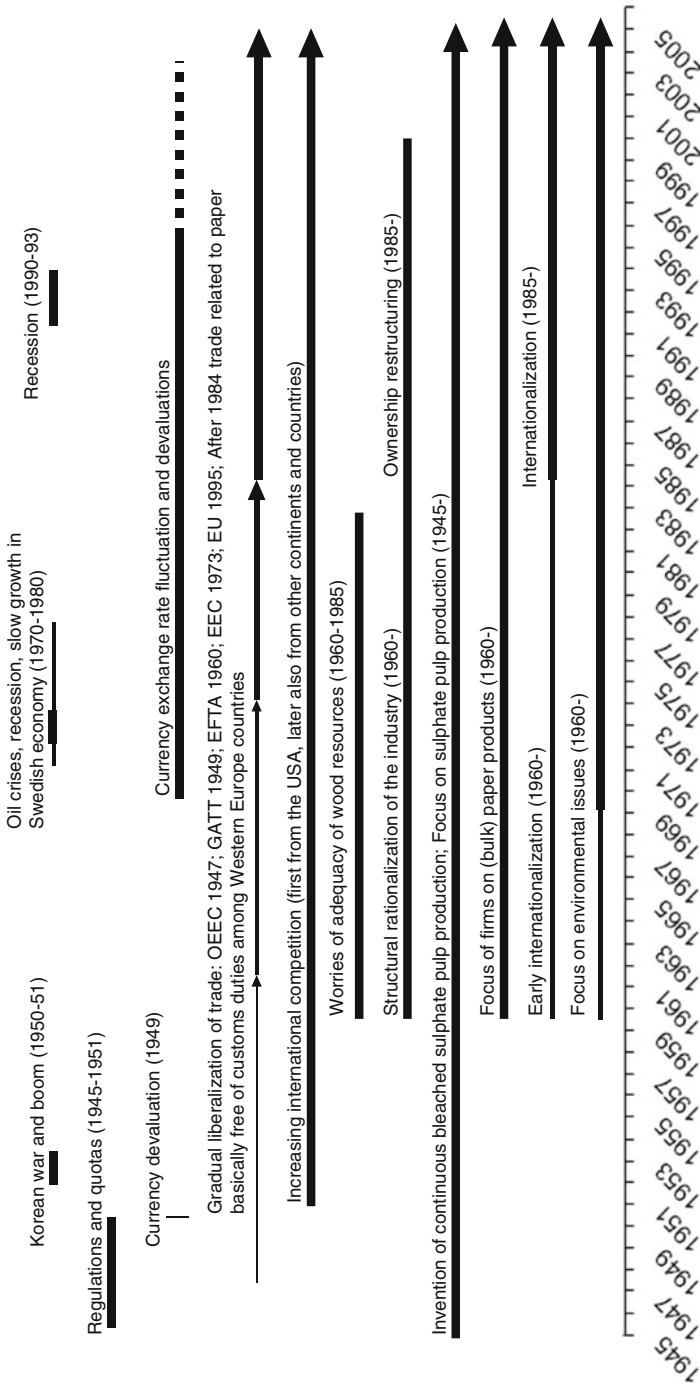 Oil crises, recession, slow growth in
Swedish economy (1970-1980)
Korean war and boom (1950-51)
Recession (1990-93)
Regulations and quotas (1945-1951)
Currency devaluation (1949)
Currency exchange rate fluctuation and devaluations
Gradual liberalization of trade: OEEC 1947; GATT 1949; EFTA 1960; EEC 1973; EU 1995; After 1984 trade related to paper
basically free of customs duties among Western Europe countries
Increasing international competition (first from the USA, later also from other continents and countries)
Worries of adequacy of wood resources (1960-1985)
Structural rationalization of the industry (1960-)
Ownership restructuring (1985-)
Invention of continuous bleached sulphate pulp production; Focus on sulphate pulp production (1945-)
Focus of firms on (bulk) paper products (1960-)
Early internationalization (1960-)
Internationalization (1985-)
Focus on environmental issues (1960-)
1945
1947
1949
1951
1953
1955
1957
1959
1961
1963
1965
1967
1969
1971
1973
1975
1977
1979
1981
1983
1985
1987
1989
1991
1993
1995
1997
1999
2001
2003
2005